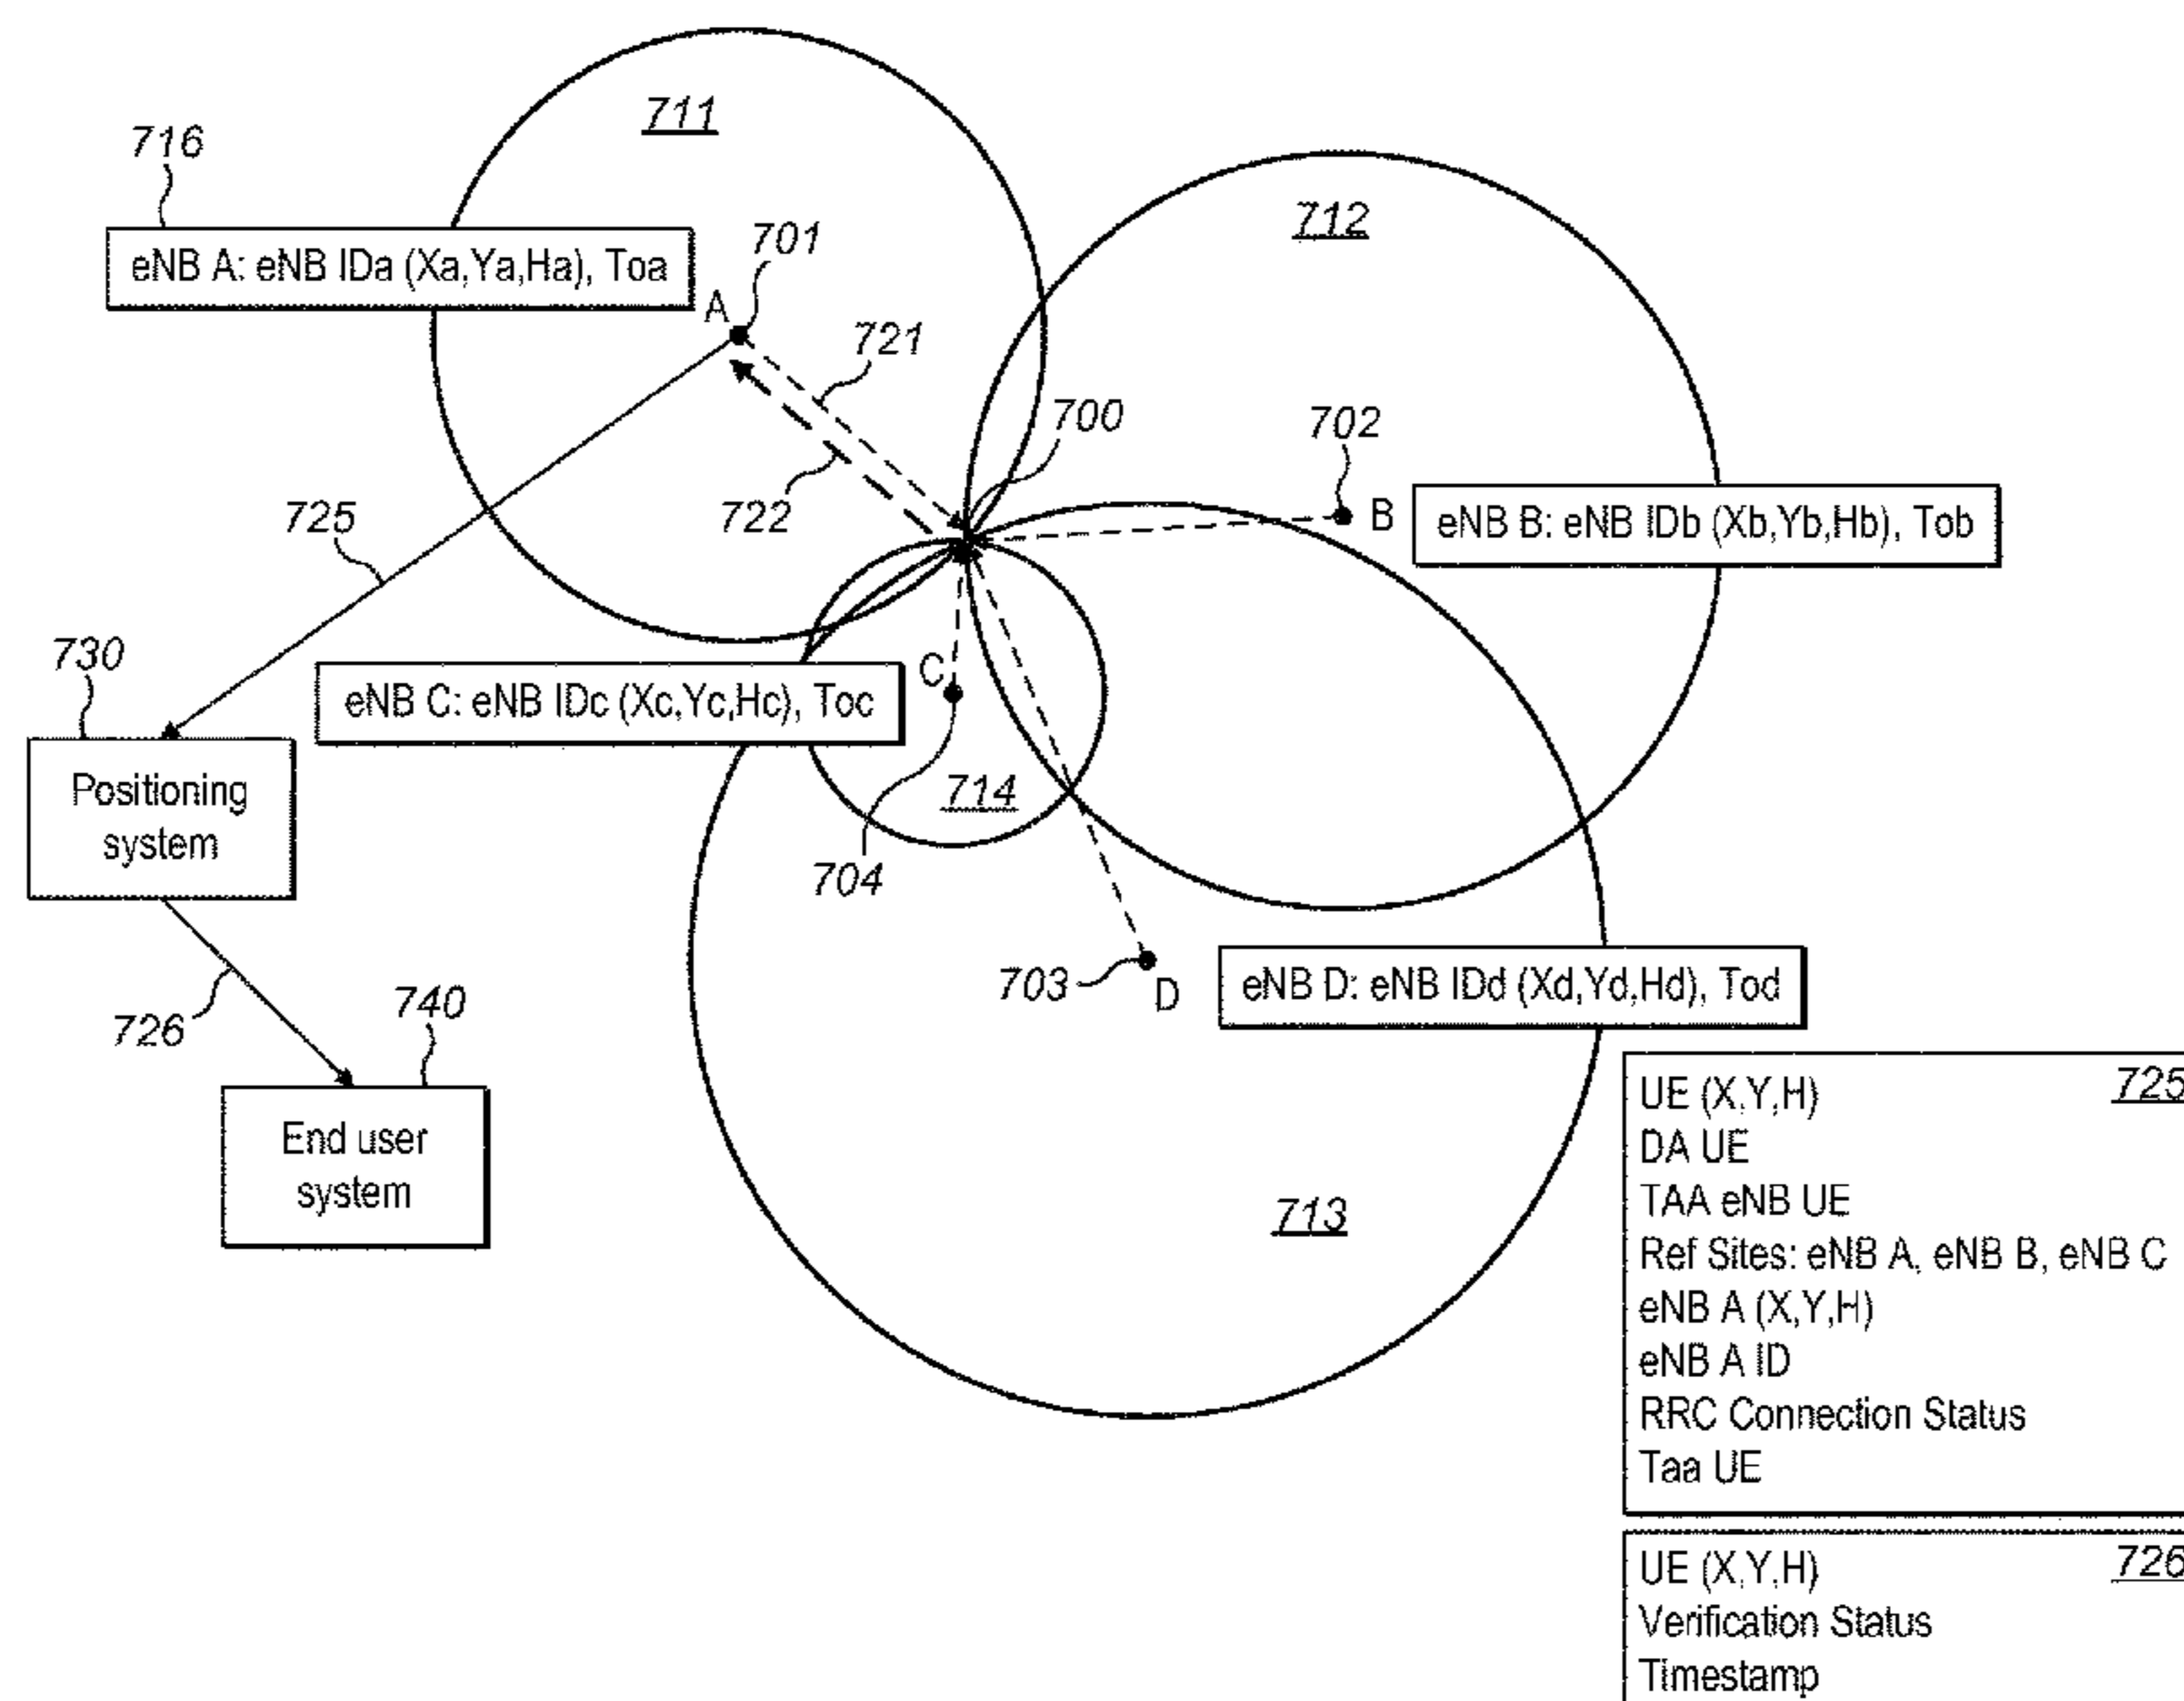 711
716
712
701
eNB A: eNB IDa (Xa,Ya,Ha), Toa
A
721
700
702
B
eNB B: eNB IDb (Xb,Yb,Hb), Tob
722
725
730
C
eNB C: eNB IDc (Xc,Yc,Hc), Toc
Positioning
system
714
704
703
D
eNB D: eNB IDd (Xd,Yd,Hd), Tod
726
740
End user
system
713
725
UE (X,Y,H)
DA UE
TAA eNB UE
Ref Sites: eNB A, eNB B, eNB C
eNB A (X,Y,H)
eNB A ID
RRC Connection Status
Taa UE
726
UE (X,Y,H)
Verification Status
Timestamp